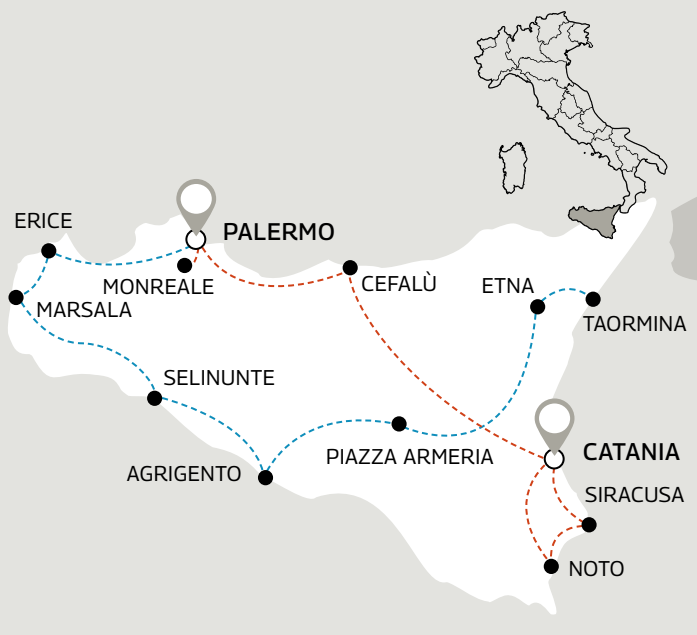 ERICE
PALERMO
MONREALE
CEFALÙ
ETNA
MARSALA
TAORMINA
SELINUNTE
PIAZZA ARMERIA
CATANIA
AGRIGENTO
SIRACUSA
NOTO